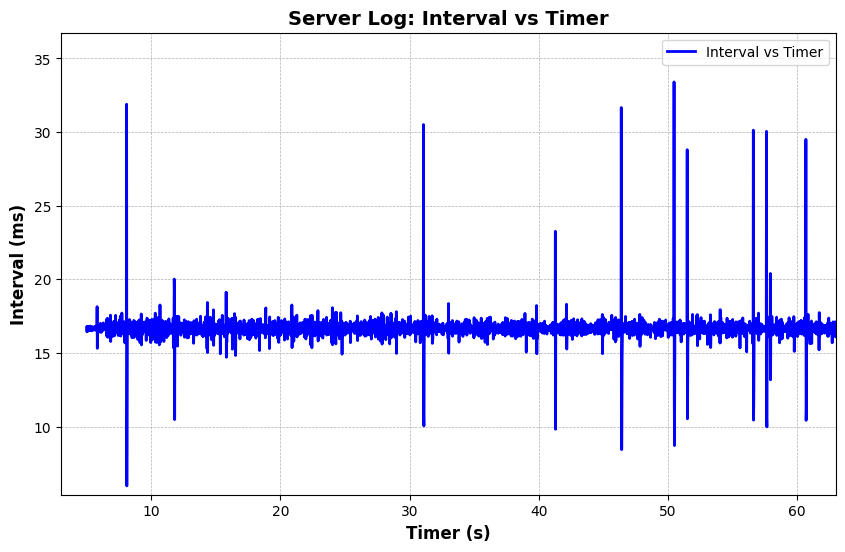 Server Log: Interval vs Timer
Interval vs Timer
35
30
25
20
15
10
Interval (ms)
10 20 30 40 50 60
Timer (s)